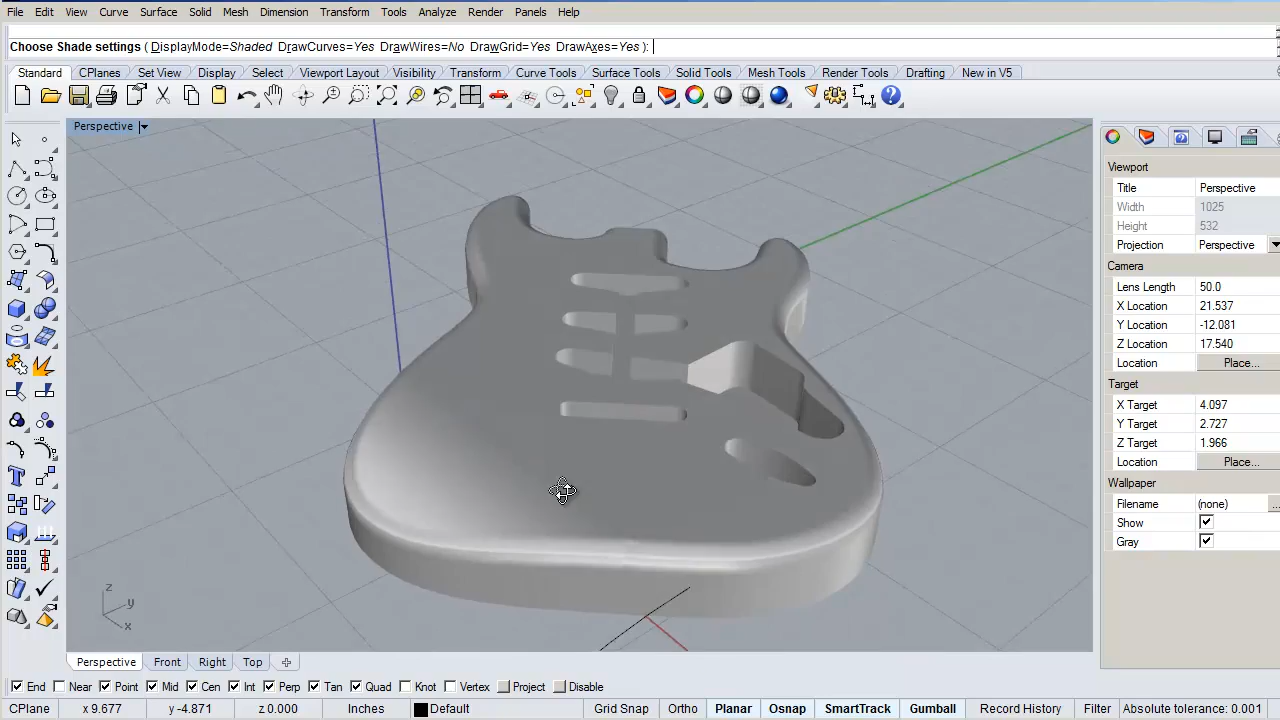 File Edit View Curve Surface Solid Mesh Dimension Transform Tools Analyze Render Panels Help
Choose Shade settings ( DisplayMode=Shaded DrawCurves=Yes DrawWires=No DrawGrid=Yes DrawAxes=Yes ):
Standard CPlanes Set View Display Select Viewport Layout Visibility Transform Curve Tools Surface Tools Solid Tools Mesh Tools Render Tools Drafting New in V5
Perspective
Viewport
Title Perspective
Width 1025
Height 532
Projection Perspective
Camera
Lens Length 50.0
X Location 21.537
Y Location -12.081
Z Location 17.540
Location Place...
Target
X Target 4.097
Y Target 2.727
Z Target 1.966
Location Place...
Wallpaper
Filename (none) ...
Show
Gray
z
y
x
Perspective Front Right Top
End Near Point Mid Cen Int Perp Tan Quad Knot Vertex Project Disable
CPlane x 9.677 y -4.871 z 0.000 Inches Default Grid Snap Ortho Planar Osnap SmartTrack Gumball Record History Filter Absolute tolerance: 0.001